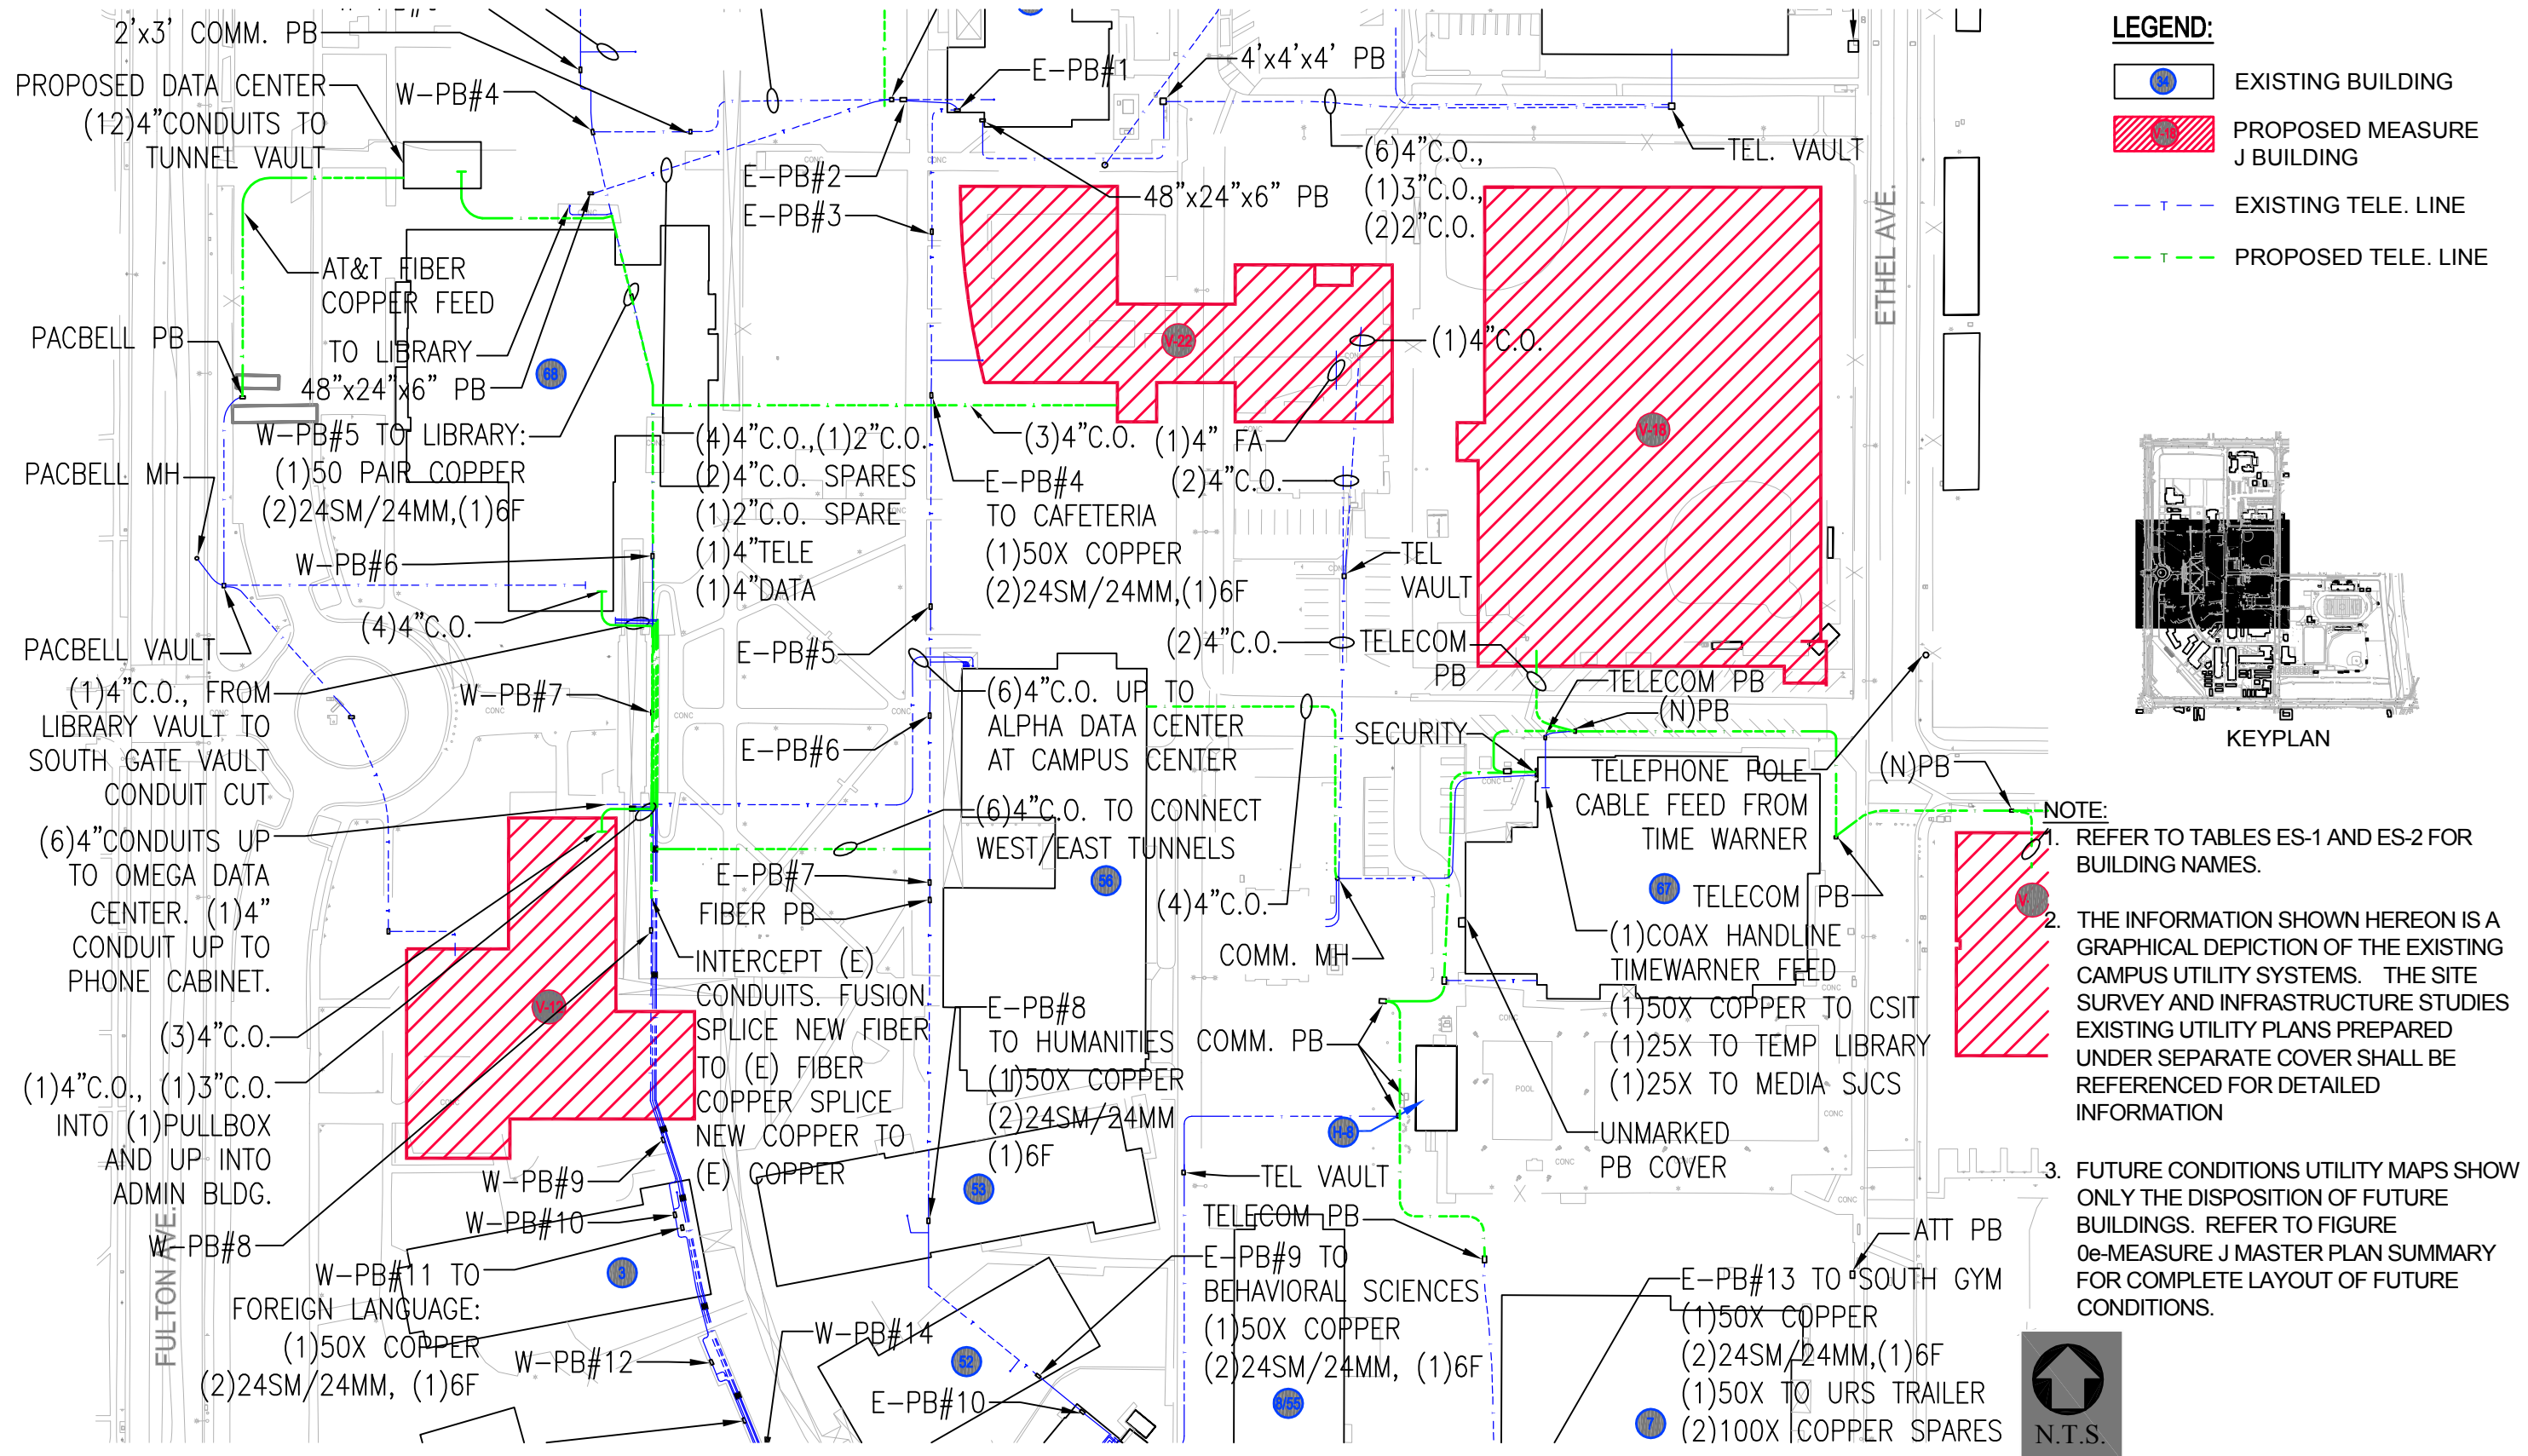 2'x3' COMM. PB
PROPOSED DATA CENTER
(12)4"CONDUITS TO
TUNNEL VAULT
W-PB#4
E-PB#1
4'x4'x4' PB
E-PB#2
E-PB#3
48"x24"x6" PB
(6)4"C.O.,
(1)3"C.O.,
(2)2"C.O.
TEL. VAULT
ETHEL AVE.
AT&T FIBER
COPPER FEED
PACBELL PB
TO LIBRARY
48"x24"x6" PB
68
V-22
(1)4"C.O.
V-18
W-PB#5 TO LIBRARY:
(1)50 PAIR COPPER
(2)24SM/24MM,(1)6F
PACBELL MH
(4)4"C.O.,(1)2"C.O.
(2)4"C.O. SPARES
(1)2"C.O. SPARE
(1)4"TELE
(1)4"DATA
(3)4"C.O.
(1)4" FA
(2)4"C.O.
E-PB#4
TO CAFETERIA
(1)50X COPPER
(2)24SM/24MM,(1)6F
W-PB#6
TEL
VAULT
(4)4"C.O.
PACBELL VAULT
E-PB#5
(2)4"C.O.
TELECOM
PB
(1)4"C.O., FROM
LIBRARY VAULT TO
SOUTH GATE VAULT
CONDUIT CUT
W-PB#7
(6)4"C.O. UP TO
ALPHA DATA CENTER
AT CAMPUS CENTER
TELECOM PB
(N)PB
SECURITY
E-PB#6
TELEPHONE POLE
CABLE FEED FROM
TIME WARNER
(N)PB
(6)4"CONDUITS UP
TO OMEGA DATA
CENTER. (1)4"
CONDUIT UP TO
PHONE CABINET.
(6)4"C.O. TO CONNECT
WEST/EAST TUNNELS
E-PB#7
FIBER PB
56
67
TELECOM PB
(4)4"C.O.
COMM. MH
(1)COAX HANDLINE
TIMEWARNER FEED
(1)50X COPPER TO CSIT
(1)25X TO TEMP LIBRARY
(1)25X TO MEDIA SJCS
INTERCEPT (E)
CONDUITS. FUSION
SPLICE NEW FIBER
TO (E) FIBER
COPPER SPLICE
NEW COPPER TO
(E) COPPER
V-12
(3)4"C.O.
(1)4"C.O., (1)3"C.O.
INTO (1)PULLBOX
AND UP INTO
ADMIN BLDG.
E-PB#8
TO HUMANITIES
(1)50X COPPER
(2)24SM/24MM
(1)6F
COMM. PB
POOL
H-8
UNMARKED
PB COVER
W-PB#9
W-PB#10
W-PB#8
FULTON AVE.
53
TEL VAULT
TELECOM PB
ATT PB
W-PB#11 TO
FOREIGN LANGUAGE:
(1)50X COPPER
(2)24SM/24MM, (1)6F
3
E-PB#9 TO
BEHAVIORAL SCIENCES
(1)50X COPPER
(2)24SM/24MM, (1)6F
W-PB#14
W-PB#12
52
E-PB#10
8/55
7
E-PB#13 TO SOUTH GYM
(1)50X COPPER
(2)24SM/24MM,(1)6F
(1)50X TO URS TRAILER
(2)100X COPPER SPARES
LEGEND:
34
EXISTING BUILDING
V-18
PROPOSED MEASURE
J BUILDING
T
EXISTING TELE. LINE
T
PROPOSED TELE. LINE
KEYPLAN
NOTE:
1. REFER TO TABLES ES-1 AND ES-2 FOR
BUILDING NAMES.
2. THE INFORMATION SHOWN HEREON IS A
GRAPHICAL DEPICTION OF THE EXISTING
CAMPUS UTILITY SYSTEMS. THE SITE
SURVEY AND INFRASTRUCTURE STUDIES
EXISTING UTILITY PLANS PREPARED
UNDER SEPARATE COVER SHALL BE
REFERENCED FOR DETAILED
INFORMATION
3. FUTURE CONDITIONS UTILITY MAPS SHOW
ONLY THE DISPOSITION OF FUTURE
BUILDINGS. REFER TO FIGURE
0e-MEASURE J MASTER PLAN SUMMARY
FOR COMPLETE LAYOUT OF FUTURE
CONDITIONS.
N.T.S.